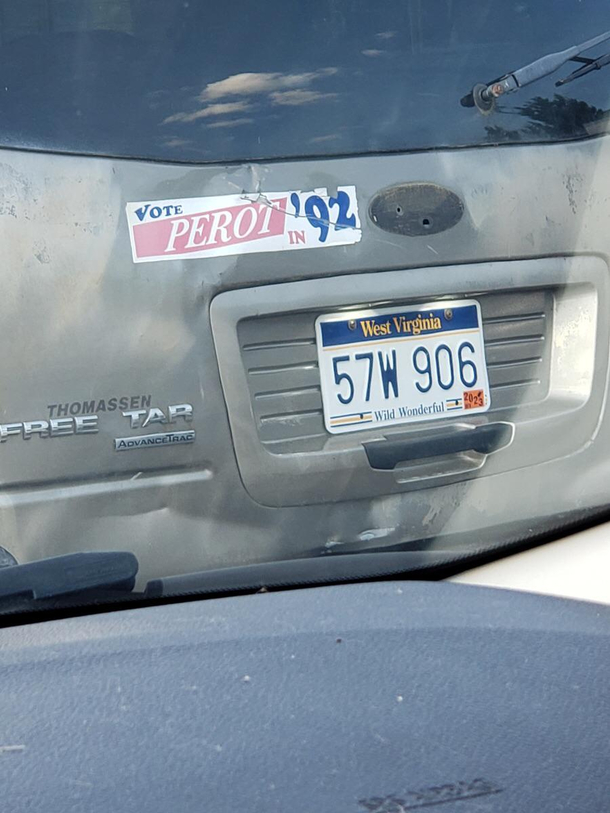 VOTE PEROT IN '92
West Virginia
57W 906
Wild Wonderful
THOMASSEN
FREE TAR
ADVANCETRAC